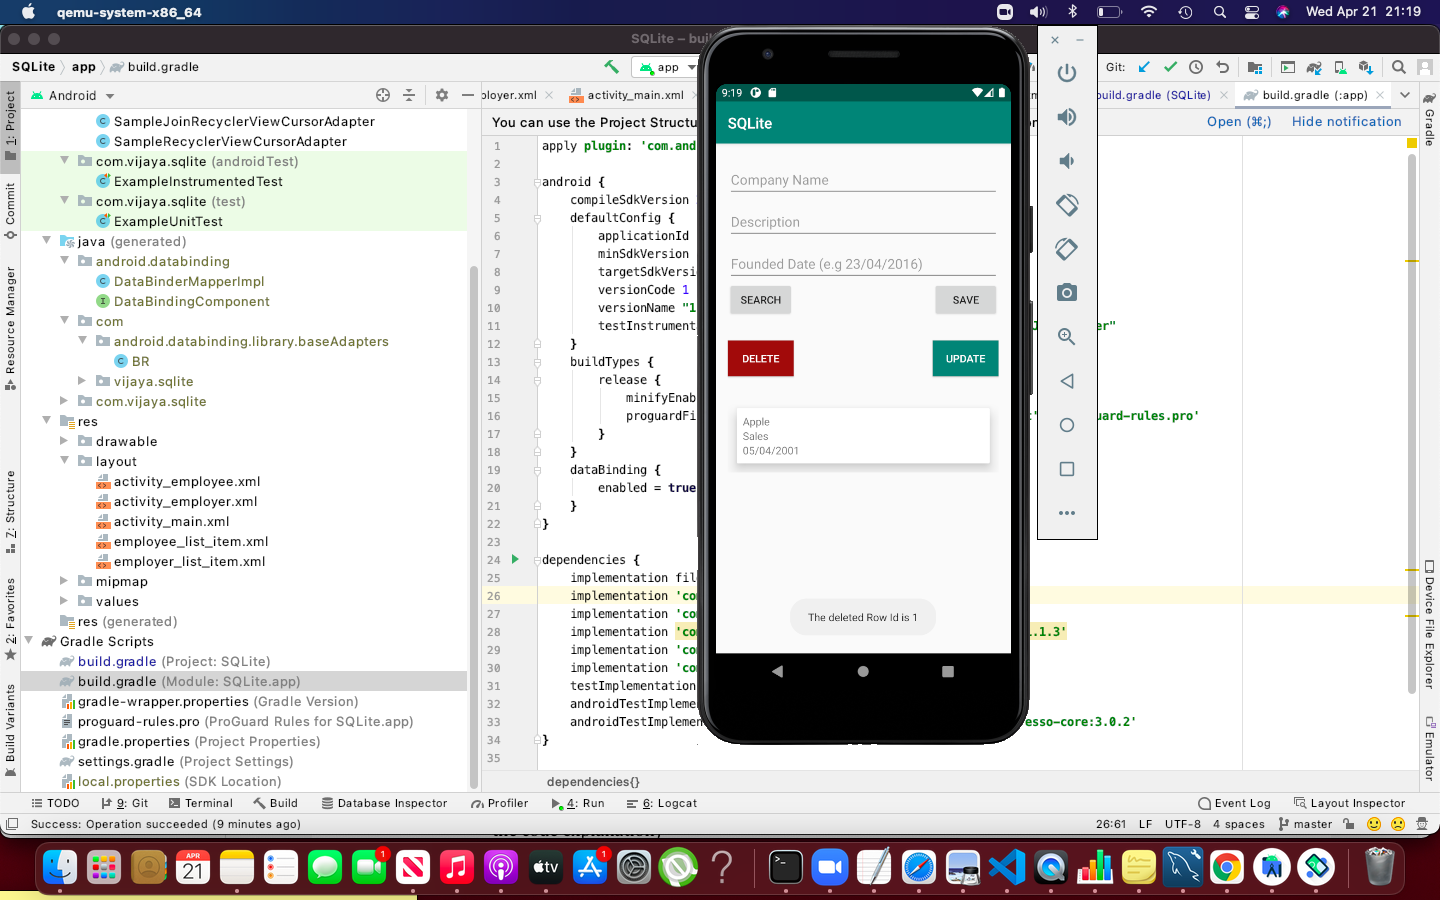 qemu-system-x86_64
Wed Apr 21 21:19
SQLite – bui
SQLite
app
build.gradle
app
Git:
Android
ployer.xml
activity_main.xml
build.gradle (SQLite)
build.gradle (:app)
SampleJoinRecyclerViewCursorAdapter
SampleRecyclerViewCursorAdapter
com.vijaya.sqlite (androidTest)
ExampleInstrumentedTest
com.vijaya.sqlite (test)
ExampleUnitTest
java (generated)
android.databinding
DataBinderMapperImpl
DataBindingComponent
com
android.databinding.library.baseAdapters
BR
vijaya.sqlite
com.vijaya.sqlite
res
drawable
layout
activity_employee.xml
activity_employer.xml
activity_main.xml
employee_list_item.xml
employer_list_item.xml
mipmap
values
res (generated)
Gradle Scripts
build.gradle (Project: SQLite)
build.gradle (Module: SQLite.app)
gradle-wrapper.properties (Gradle Version)
proguard-rules.pro (ProGuard Rules for SQLite.app)
gradle.properties (Project Properties)
settings.gradle (Project Settings)
local.properties (SDK Location)
1: Project
Commit
Resource Manager
Z: Structure
2: Favorites
Build Variants
You can use the Project Structu
Open (⌘;)
Hide notification
1 apply plugin: 'com.and
2
3 android {
4 compileSdkVersion
5 defaultConfig {
6 applicationId
7 minSdkVersion
8 targetSdkVersi
9 versionCode 1
10 versionName "1
11 testInstrument er"
12 }
13 buildTypes {
14 release {
15 minifyEnab
16 proguardFi uard-rules.pro'
17 }
18 }
19 dataBinding {
20 enabled = true
21 }
22 }
23
24 dependencies {
25 implementation fil
26 implementation 'co
27 implementation 'co
28 implementation 'co 1.1.3'
29 implementation 'co
30 implementation 'co
31 testImplementation
32 androidTestImplemen
33 androidTestImplemen esso-core:3.0.2'
34 }
35
dependencies{}
9:19
SQLite
Company Name
Description
Founded Date (e.g 23/04/2016)
SEARCH
SAVE
DELETE
UPDATE
Apple
Sales
05/04/2001
The deleted Row Id is 1
Gradle
Device File Explorer
Emulator
TODO
9: Git
Terminal
Build
Database Inspector
Profiler
4: Run
6: Logcat
Event Log
Layout Inspector
Success: Operation succeeded (9 minutes ago)
26:61
LF
UTF-8
4 spaces
master
APR
21
1
tv
1